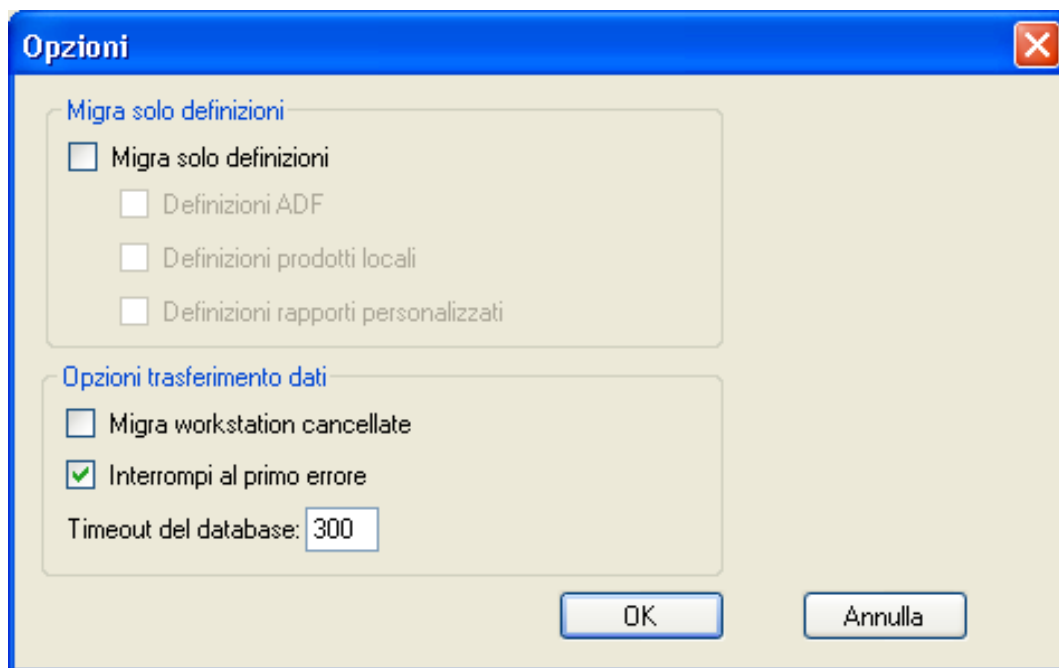 Opzioni
Migra solo definizioni
Migra solo definizioni
Definizioni ADF
Definizioni prodotti locali
Definizioni rapporti personalizzati
Opzioni trasferimento dati
Migra workstation cancellate
Interrompi al primo errore
Timeout del database: 300
OK Annulla